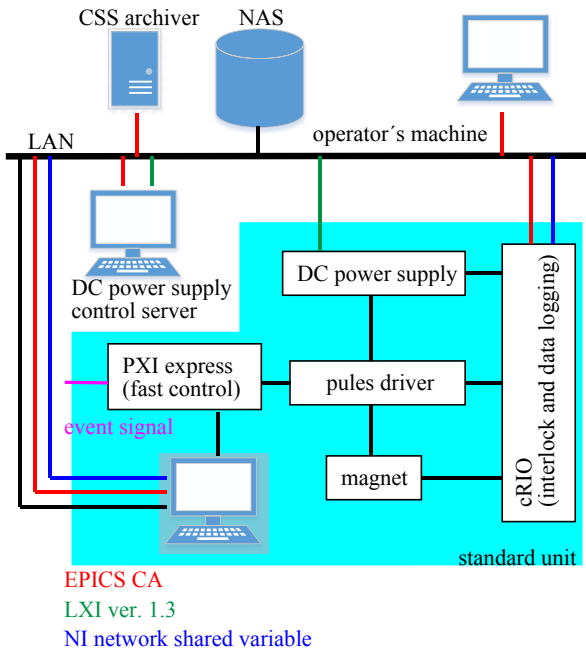 CSS archiver
NAS
LAN
operator´s machine
DC power supply
control server
DC power supply
PXI express
(fast control)
pules driver
event signal
magnet
cRIO
(interlock and data logging)
standard unit
EPICS CA
LXI ver. 1.3
NI network shared variable